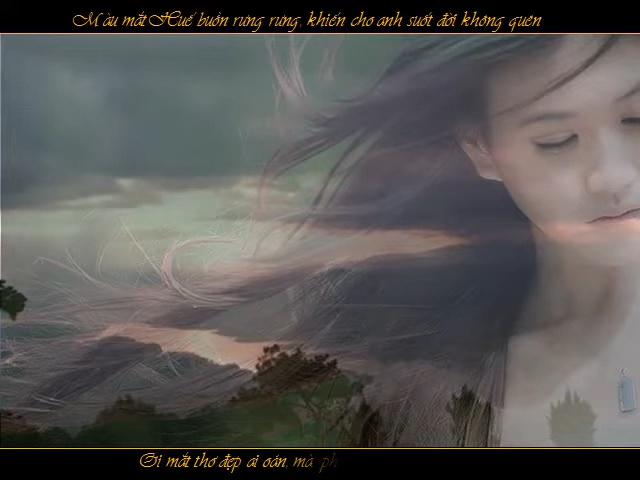 Màu mắt Huế buồn rưng rưng, khiến cho anh suốt đời không quên
Ơi mắt thơ đẹp ai oán, mà ph